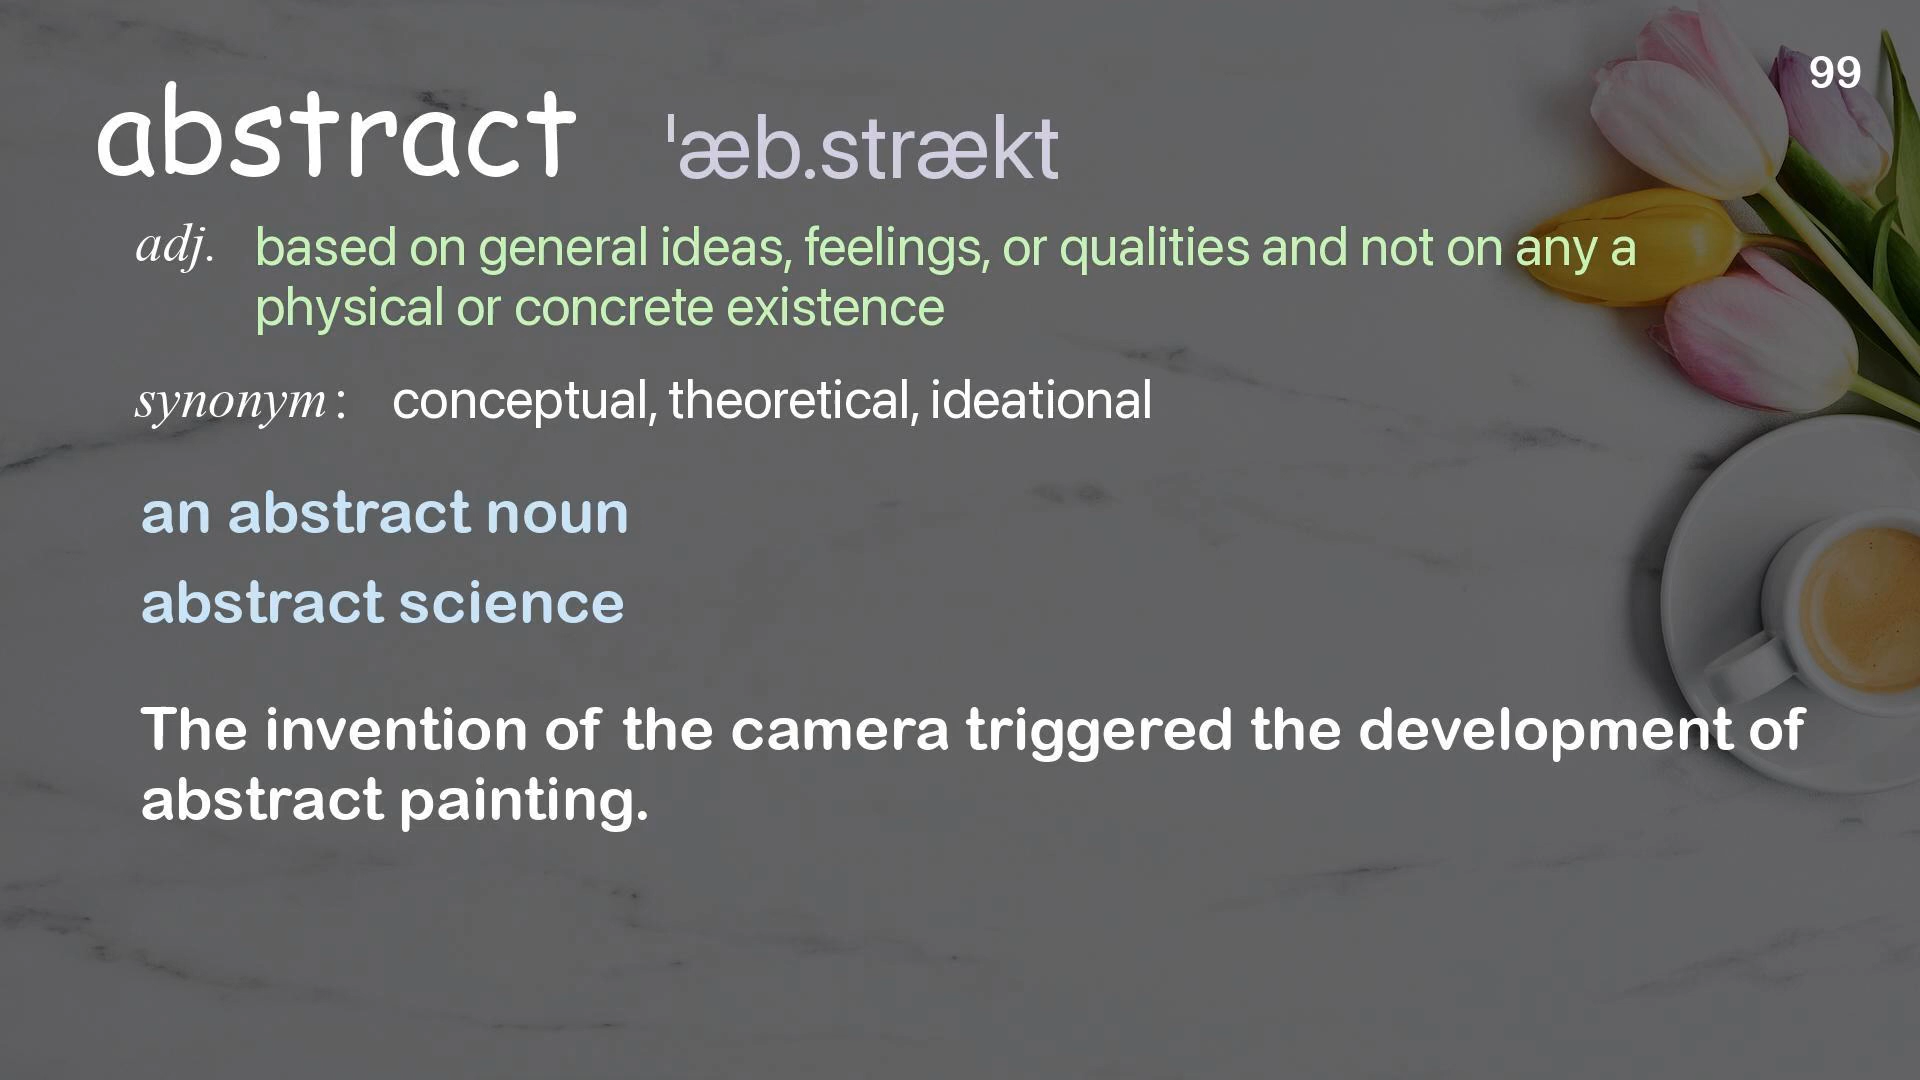 99
abstract ˈæb.strækt
adj. based on general ideas, feelings, or qualities and not on any a
physical or concrete existence
synonym : conceptual, theoretical, ideational
an abstract noun
abstract science
The invention of the camera triggered the development of
abstract painting.